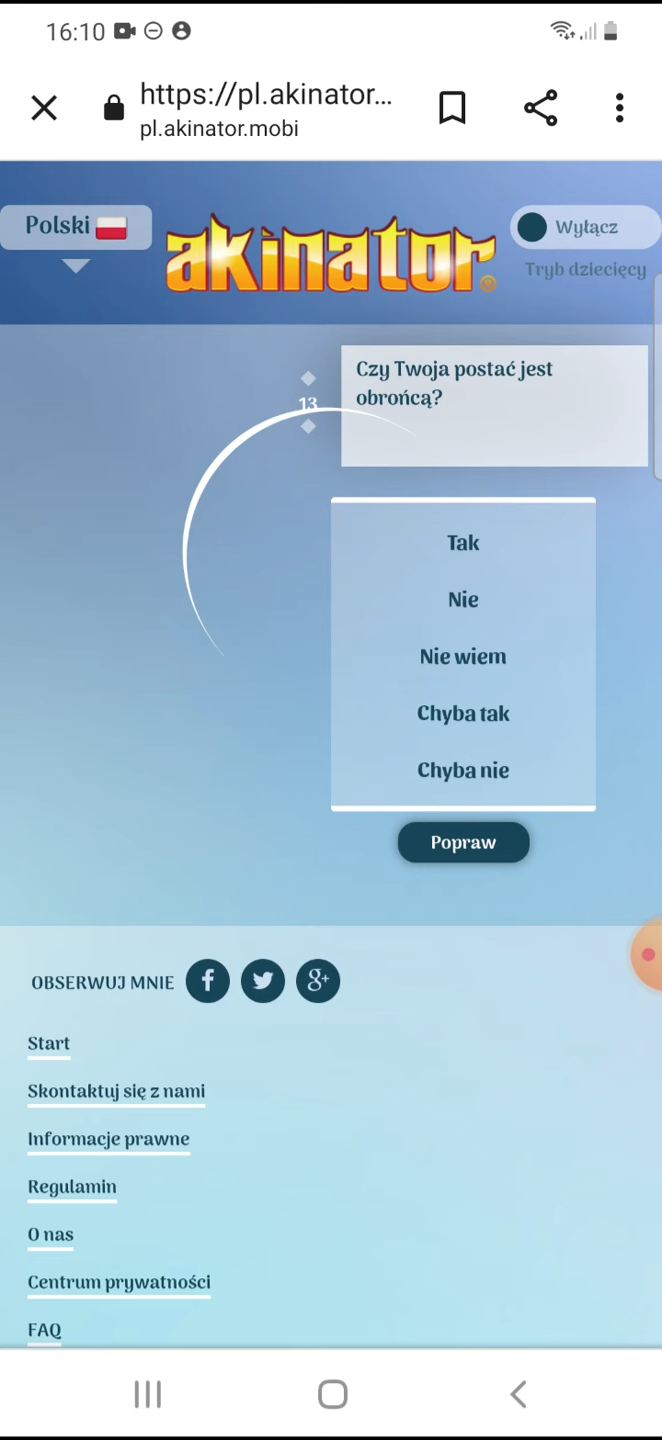 16:10
https://pl.akinator...
pl.akinator.mobi
Polski
akinator®
Wyłącz
Tryb dziecięcy
13
Czy Twoja postać jest
obrońcą?
Tak
Nie
Nie wiem
Chyba tak
Chyba nie
Popraw
OBSERWUJ MNIE
Start
Skontaktuj się z nami
Informacje prawne
Regulamin
O nas
Centrum prywatności
FAQ